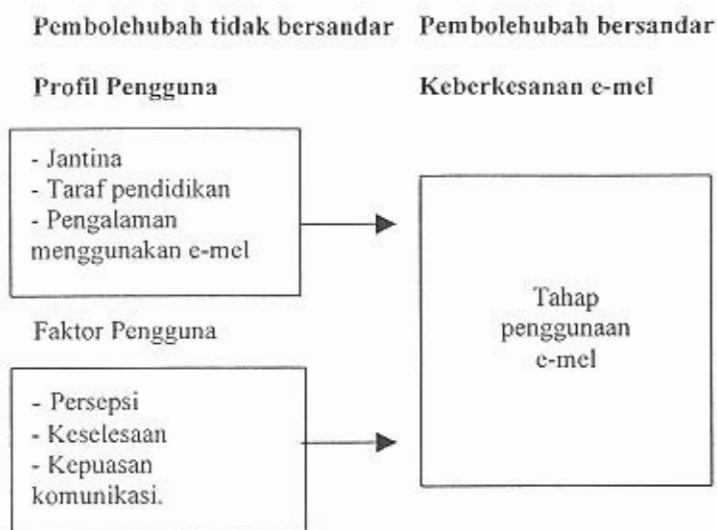 Pembolehubah tidak bersandar
Pembolehubah bersandar
Profil Pengguna
Keberkesanan e-mel
- Jantina
- Taraf pendidikan
- Pengalaman
menggunakan e-mel
Faktor Pengguna
- Persepsi
- Keselesaan
- Kepuasan
komunikasi.
Tahap
penggunaan
e-mel